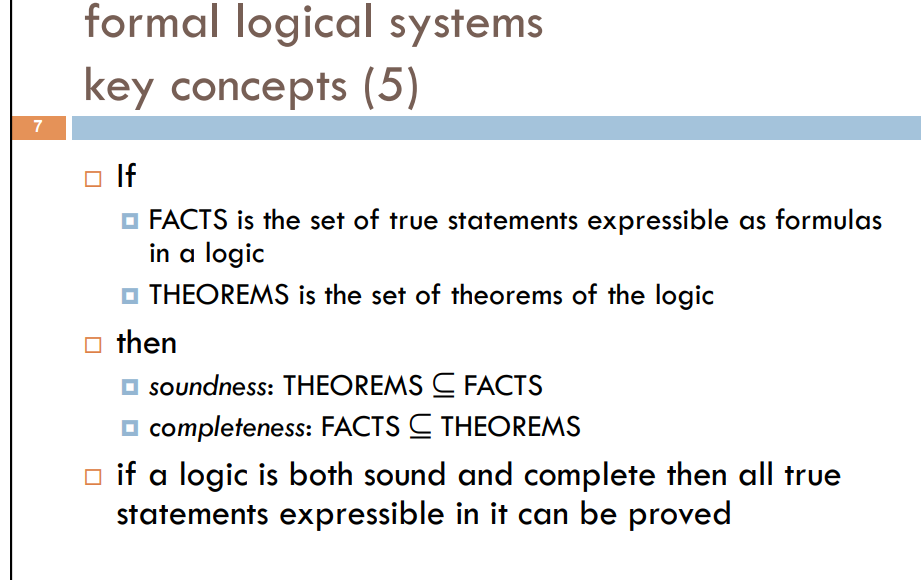 formal logical systems
key concepts (5)
7
If
FACTS is the set of true statements expressible as formulas
in a logic
THEOREMS is the set of theorems of the logic
then
soundness: THEOREMS ⊆ FACTS
completeness: FACTS ⊆ THEOREMS
if a logic is both sound and complete then all true
statements expressible in it can be proved